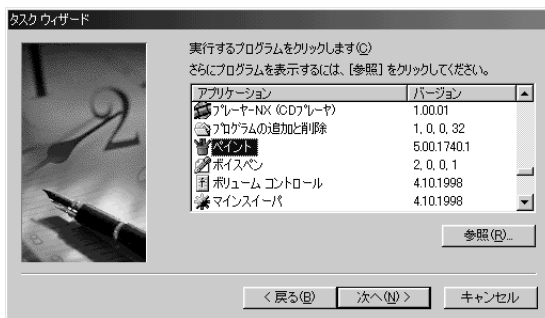 タスク ウィザード
実行するプログラムをクリックします(C)
さらにプログラムを表示するには、[参照] をクリックしてください。
アプリケーション バージョン
プレーヤ-NX (CDプレーヤ) 1.00.01
プログラムの追加と削除 1, 0, 0, 32
ペイント 5.00.1740.1
ボイスペン 2, 0, 0, 1
ボリューム コントロール 4.10.1998
マインスイーパ 4.10.1998
参照(R)...
< 戻る(B) 次へ(N) > キャンセル